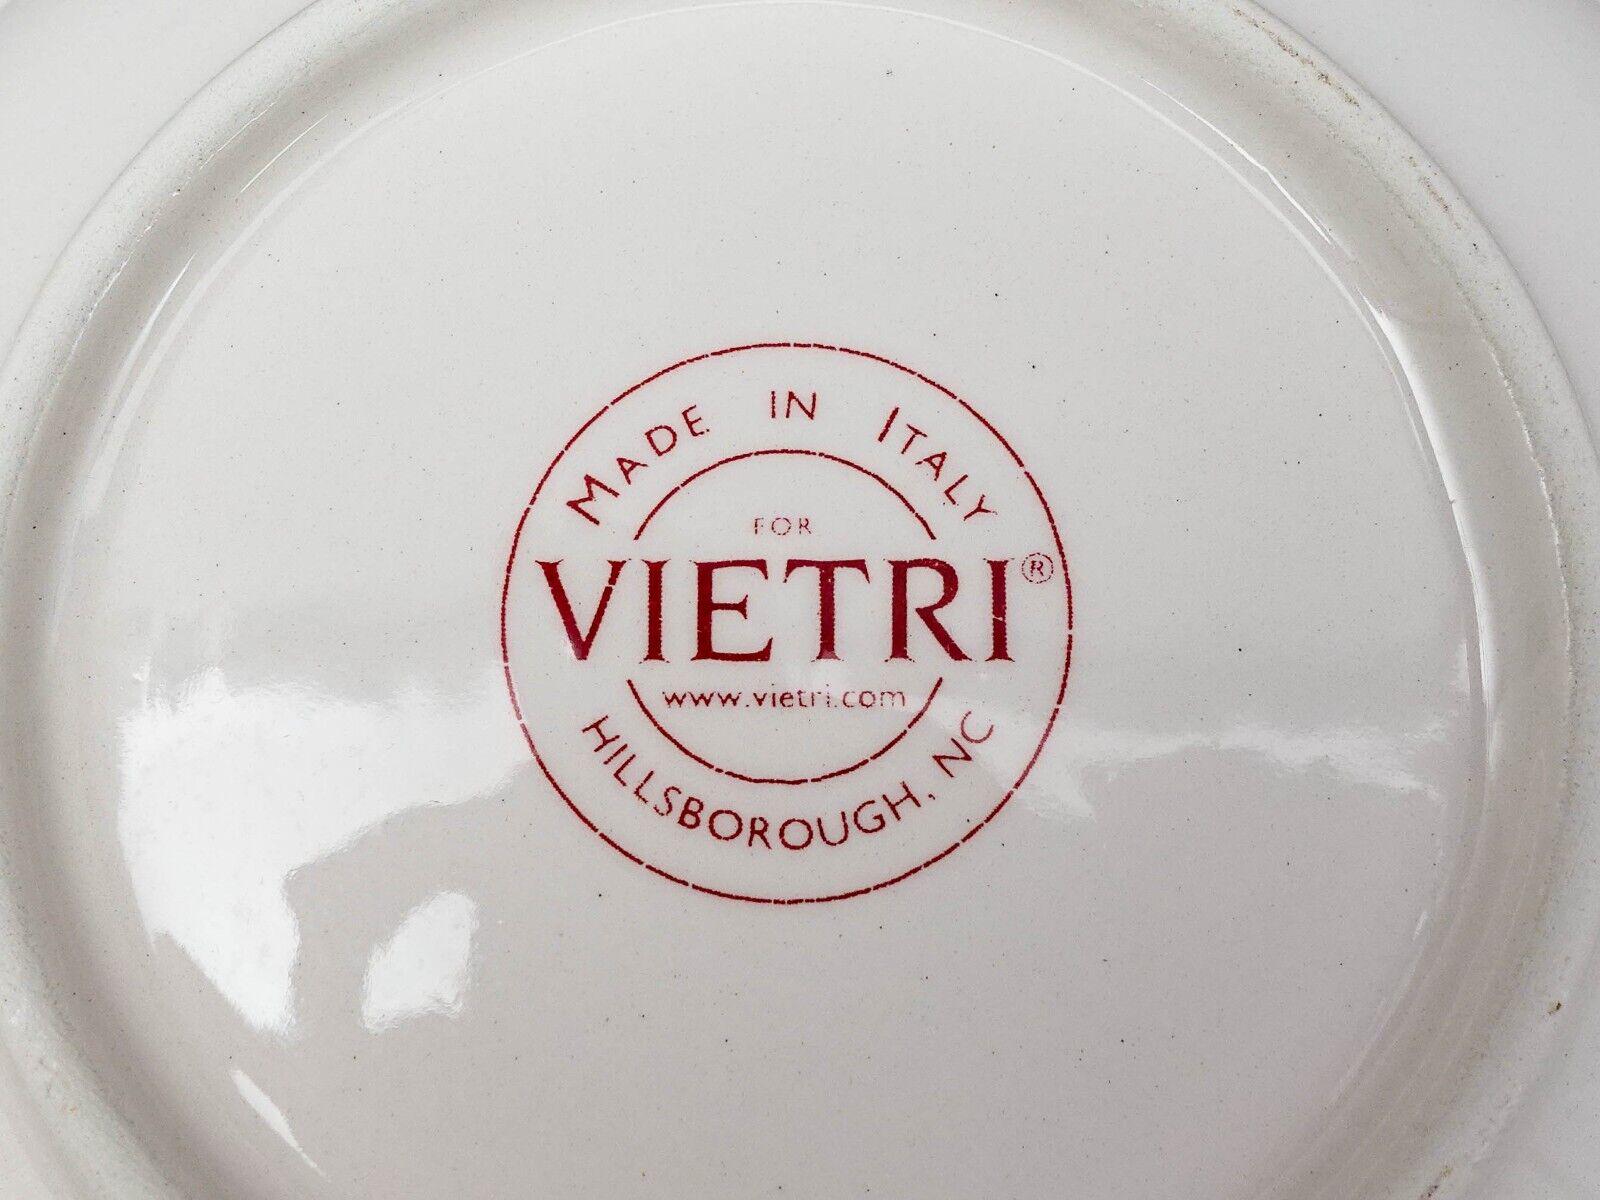 MADE IN ITALY
FOR
VIETRI®
www.vietri.com
HILLSBOROUGH, NC